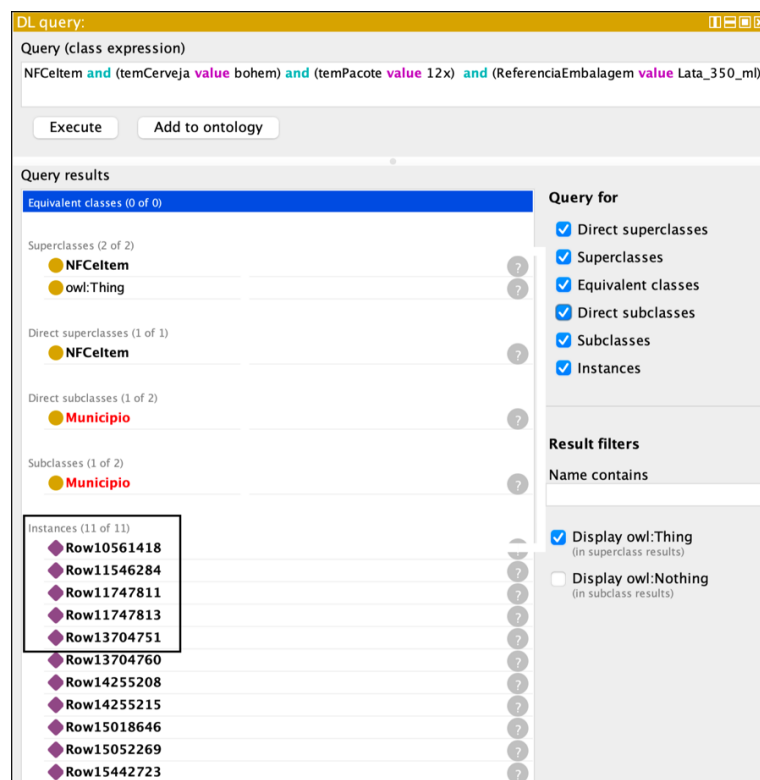 DL query:
Query (class expression)
NFCeItem and (temCerveja value bohem) and (temPacote value 12x) and (ReferenciaEmbalagem value Lata_350_ml)
Execute
Add to ontology
Query results
Equivalent classes (0 of 0)
Superclasses (2 of 2)
NFCeItem
?
owl:Thing
?
Direct superclasses (1 of 1)
NFCeItem
?
Direct subclasses (1 of 2)
Municipio
?
Subclasses (1 of 2)
Municipio
?
Instances (11 of 11)
Row10561418
?
Row11546284
?
Row11747811
?
Row11747813
?
Row13704751
?
Row13704760
?
Row14255208
?
Row14255215
?
Row15018646
?
Row15052269
?
Row15442723
?
Query for
Direct superclasses
Superclasses
Equivalent classes
Direct subclasses
Subclasses
Instances
Result filters
Name contains
Display owl:Thing
(in superclass results)
Display owl:Nothing
(in subclass results)